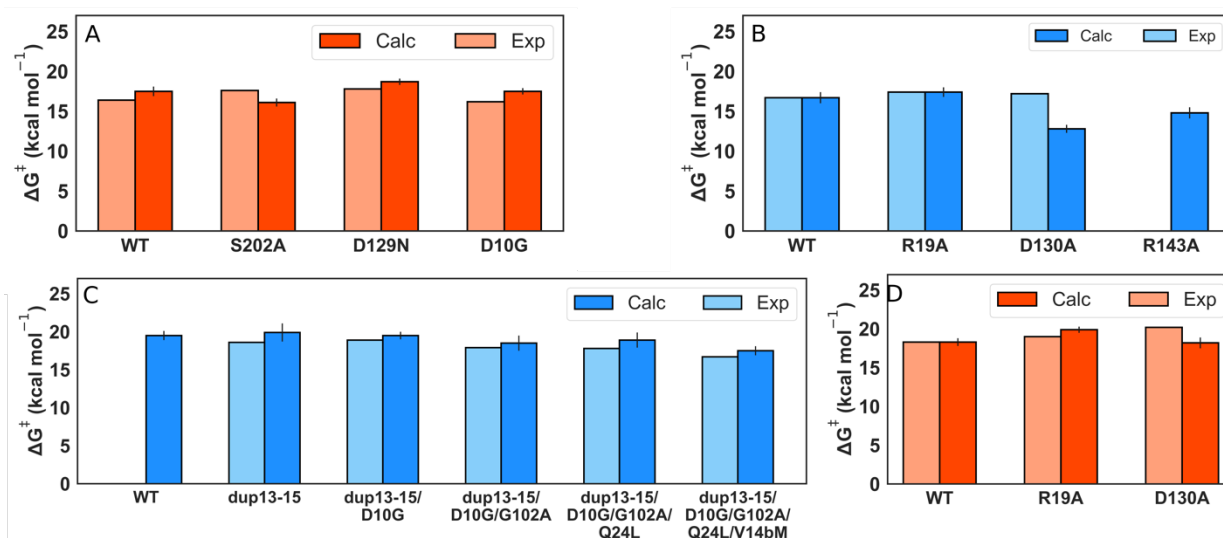 A
Calc Exp
25
20
15
10
5
0
ΔG‡ (kcal mol−1)
WT S202A D129N D10G
B
Calc Exp
25
20
15
10
5
0
ΔG‡ (kcal mol−1)
WT R19A D130A R143A
C
Calc Exp
25
20
15
10
5
0
ΔG‡ (kcal mol−1)
WT dup13-15 dup13-15/ dup13-15/ dup13-15/ dup13-15/
D10G D10G/G102A D10G/G102A/ D10G/G102A/
Q24L Q24L/V14bM
D
Calc Exp
25
20
15
10
5
0
ΔG‡ (kcal mol−1)
WT R19A D130A